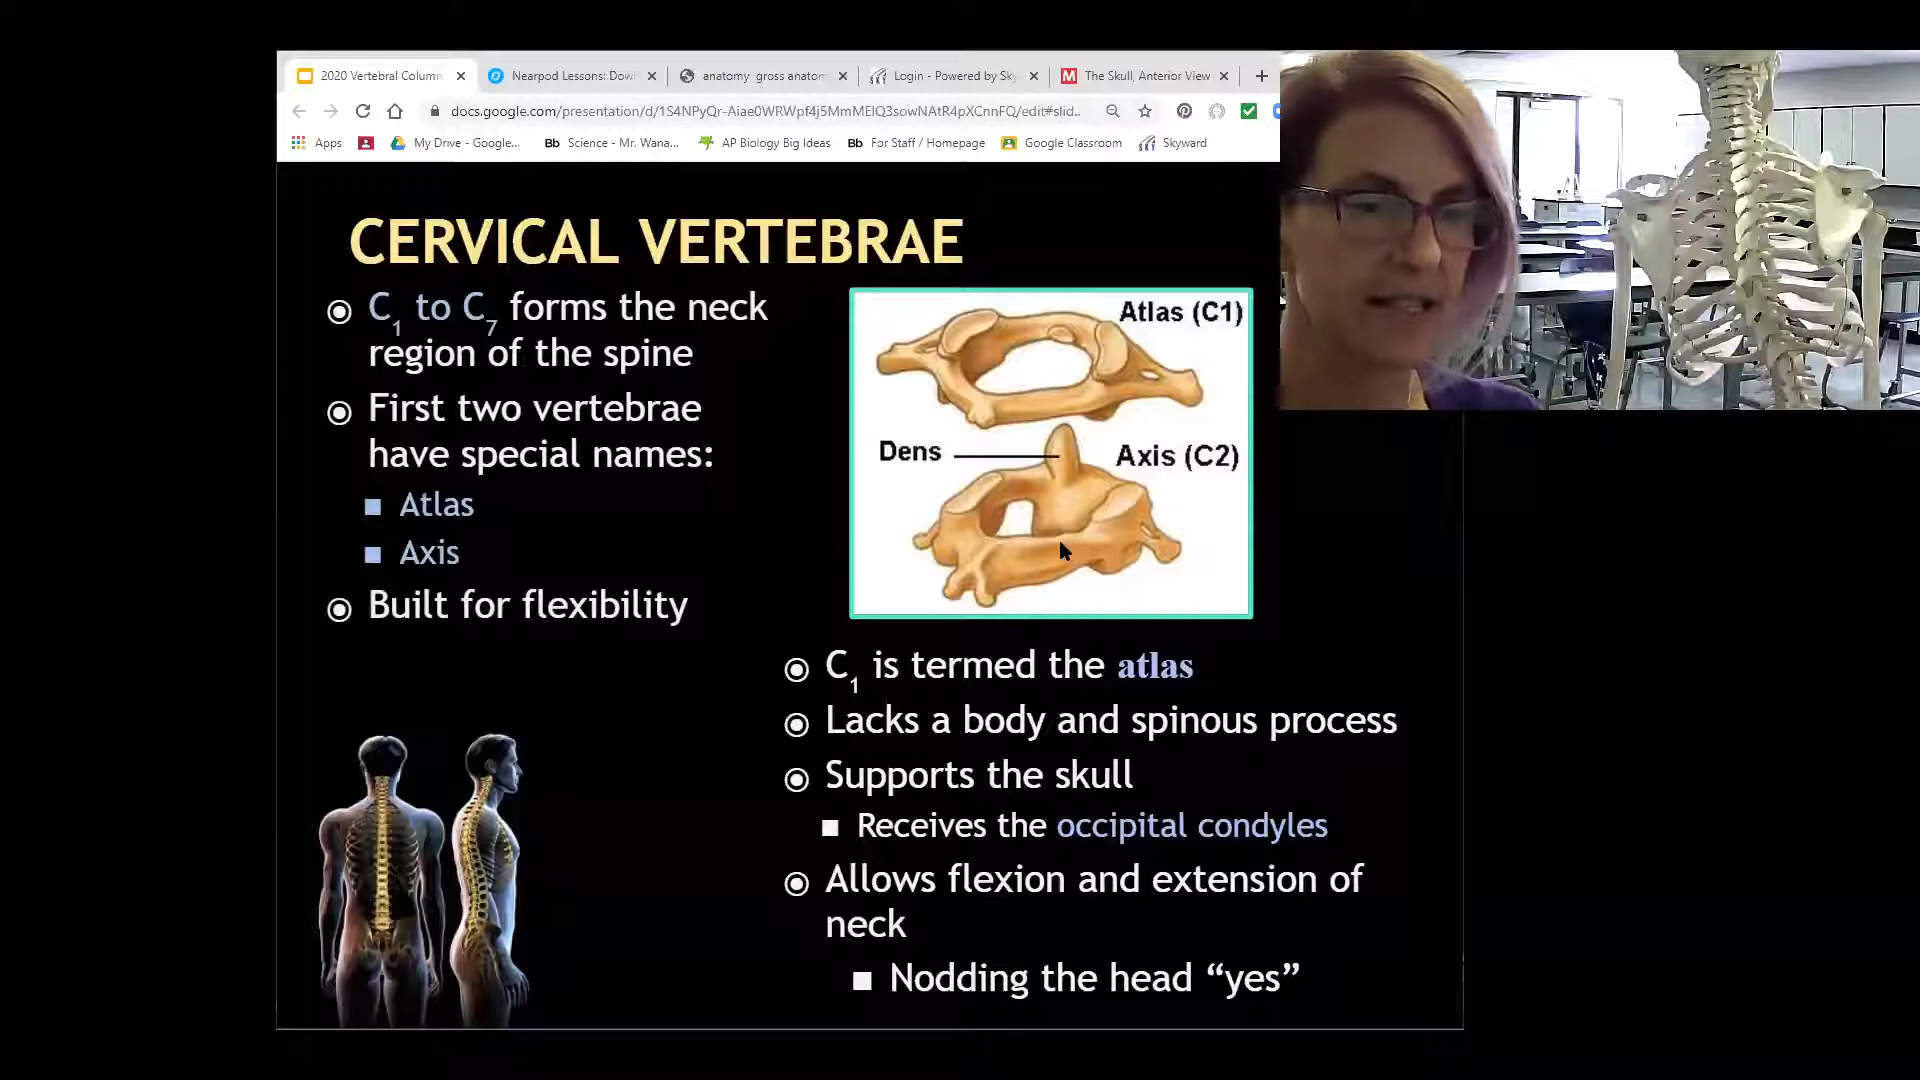 2020 Vertebral Column
Nearpod Lessons: Dow
anatomy gross anatom
Login - Powered by Sky
M The Skull, Anterior View
docs.google.com/presentation/d/
Apps
My Drive - Google...
Bb Science - Mr. Wana...
AP Biology Big Ideas
Bb For Staff / Homepage
Google Classroom
Skyward
CERVICAL VERTEBRAE
C1 to C7 forms the neck
region of the spine
First two vertebrae
have special names:
Atlas
Axis
Built for flexibility
Atlas (C1)
Dens
Axis (C2)
C1 is termed the atlas
Lacks a body and spinous process
Supports the skull
Receives the occipital condyles
Allows flexion and extension of
neck
Nodding the head “yes”